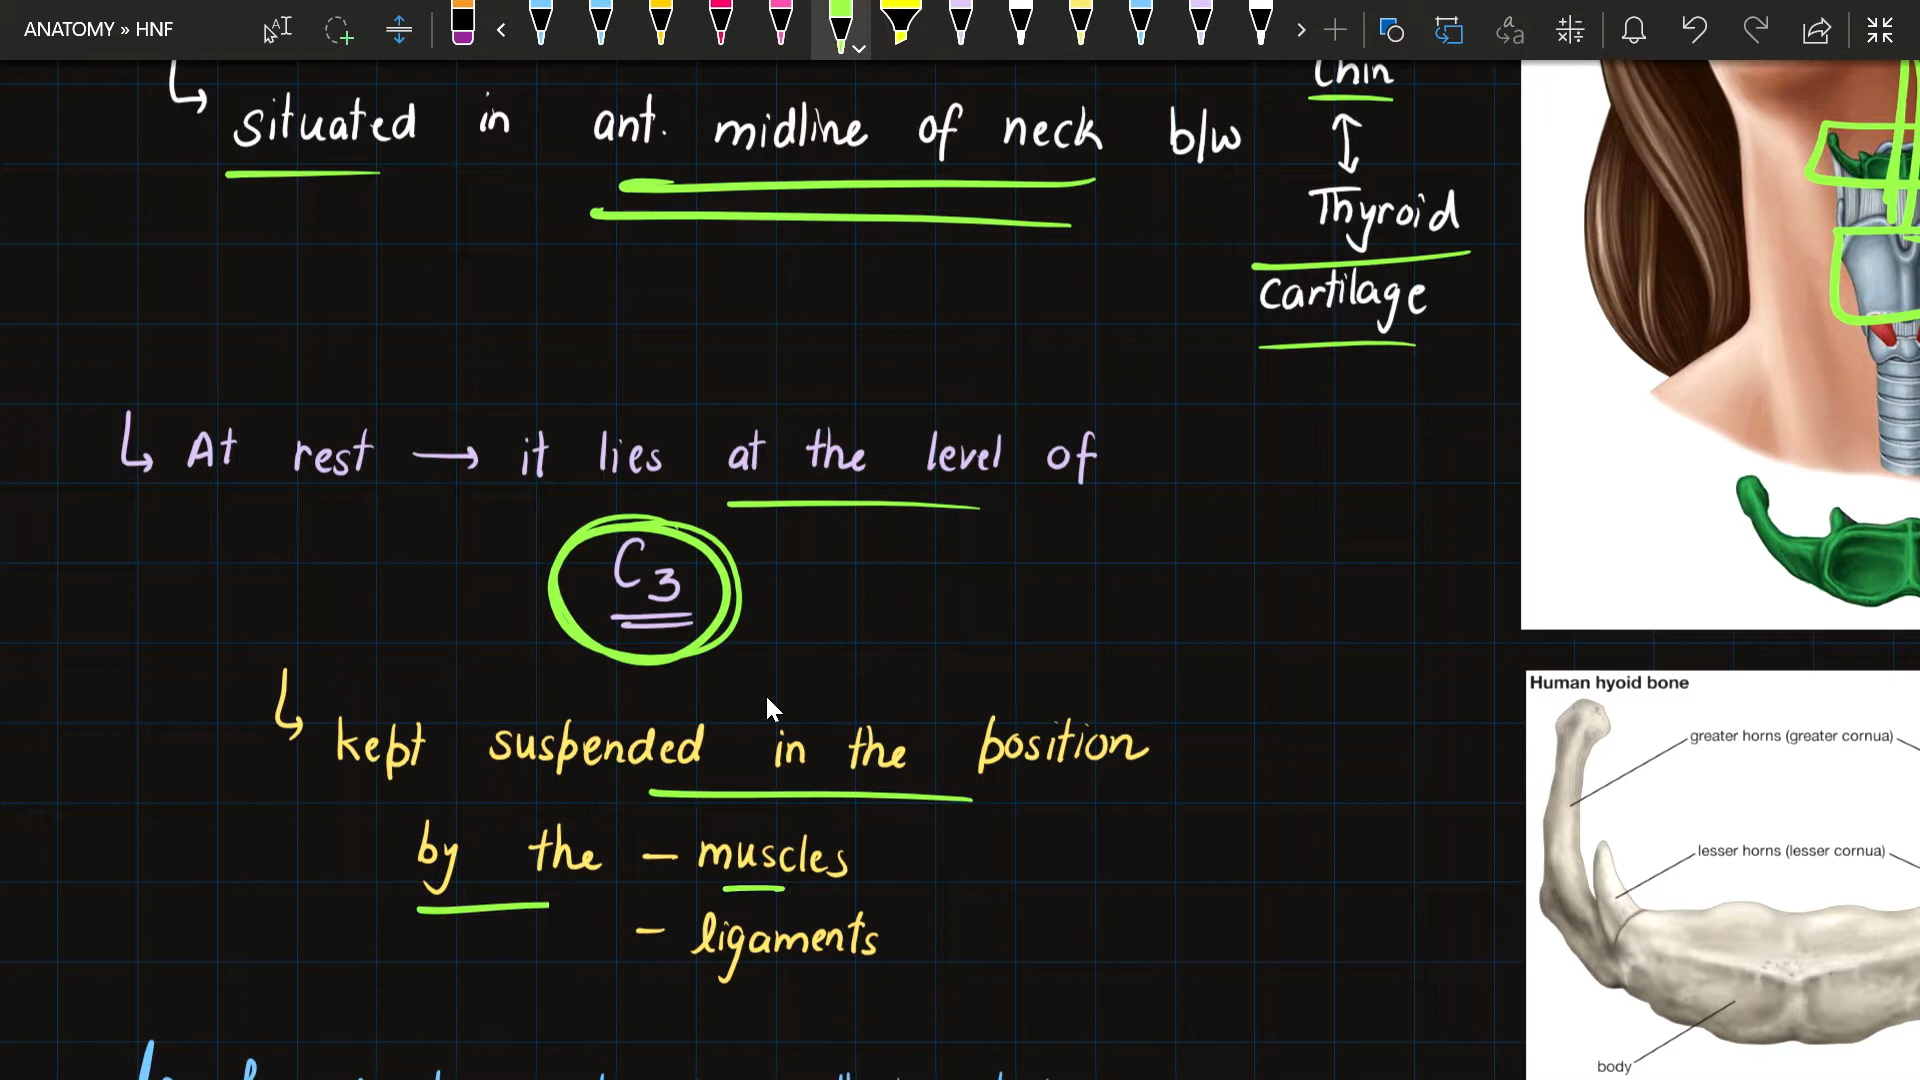 ANATOMY » HNF
Chin
situated in ant. midline of neck b/w
Thyroid
Cartilage
At rest → it lies at the level of
C3
kept suspended in the position
by the - muscles
- ligaments
Human hyoid bone
greater horns (greater cornua)
lesser horns (lesser cornua)
body